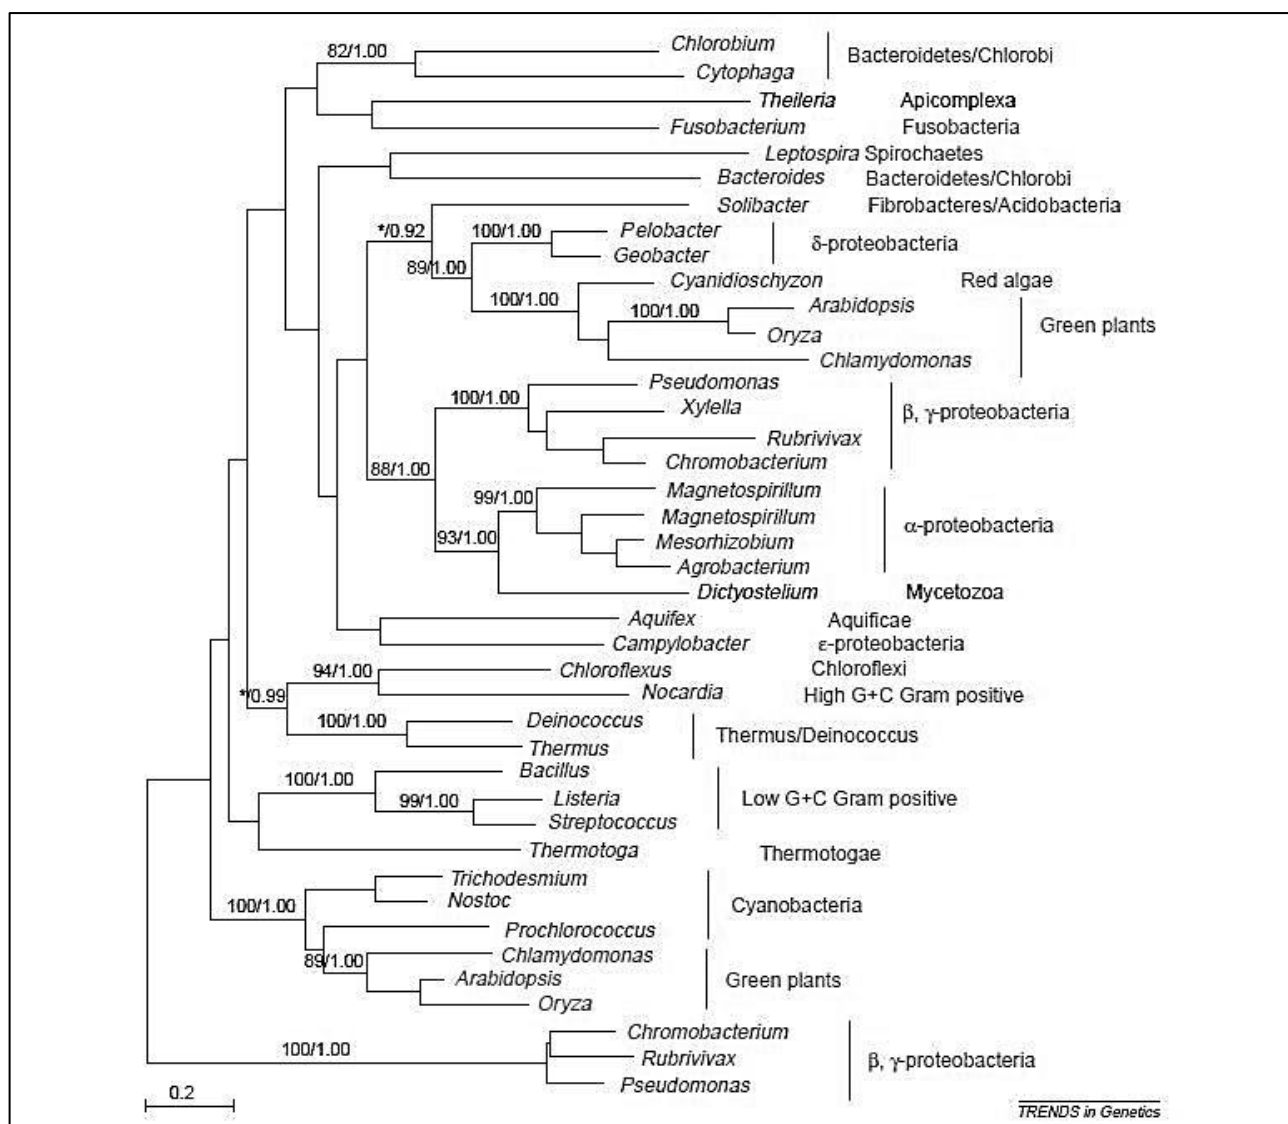 82/1.00
Chlorobium
Cytophaga
Bacteroidetes/Chlorobi
Theileria Apicomplexa
Fusobacterium Fusobacteria
Leptospira Spirochaetes
Bacteroides Bacteroidetes/Chlorobi
Solibacter Fibrobacteres/Acidobacteria
*/0.92
100/1.00
Pelobacter
Geobacter
δ-proteobacteria
89/1.00
Cyanidioschyzon Red algae
100/1.00
100/1.00
Arabidopsis
Oryza
Chlamydomonas
Green plants
Pseudomonas
100/1.00
Xylella
β, γ-proteobacteria
Rubrivivax
Chromobacterium
88/1.00
Magnetospirillum
99/1.00
Magnetospirillum
α-proteobacteria
93/1.00
Mesorhizobium
Agrobacterium
Dictyostelium Mycetozoa
Aquifex Aquificae
Campylobacter ε-proteobacteria
94/1.00
Chloroflexus Chloroflexi
*/0.99
Nocardia High G+C Gram positive
100/1.00
Deinococcus
Thermus
Thermus/Deinococcus
100/1.00
Bacillus
99/1.00
Listeria
Streptococcus
Low G+C Gram positive
Thermotoga Thermotogae
Trichodesmium
100/1.00
Nostoc
Cyanobacteria
Prochlorococcus
89/1.00
Chlamydomonas
Arabidopsis
Green plants
Oryza
Chromobacterium
100/1.00
Rubrivivax
β, γ-proteobacteria
Pseudomonas
0.2
TRENDS in Genetics